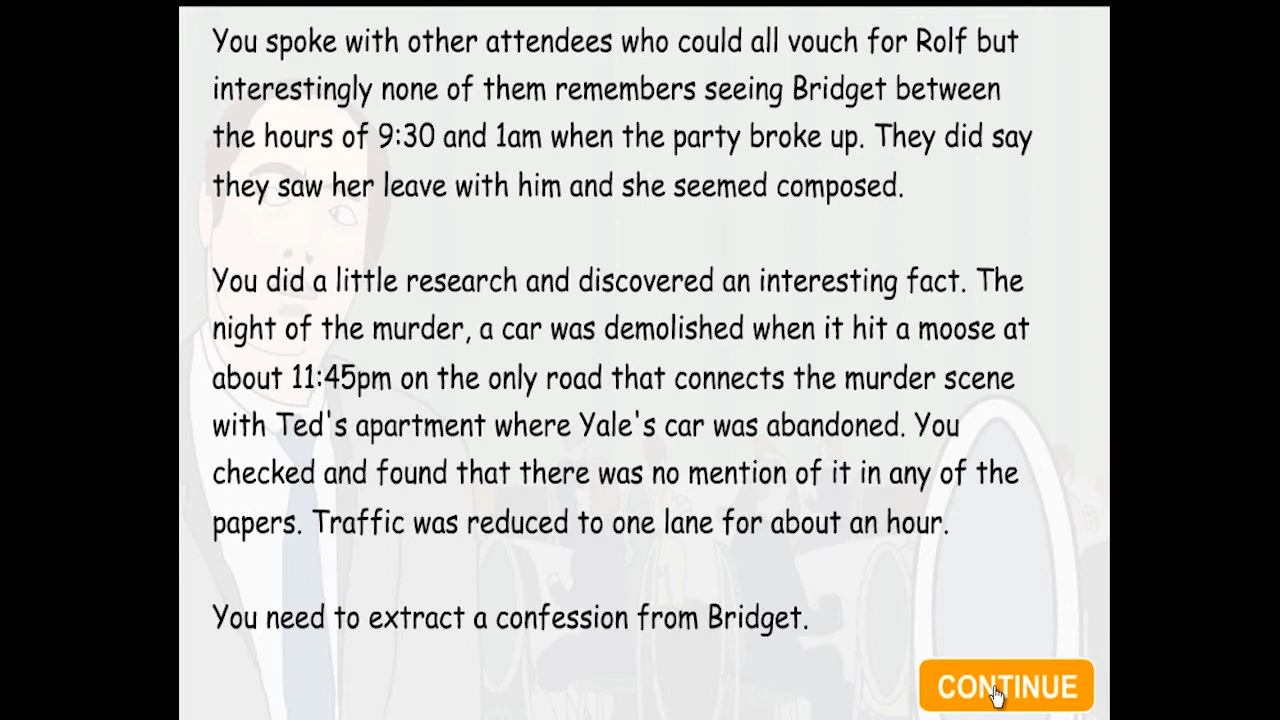 You spoke with other attendees who could all vouch for Rolf but
interestingly none of them remembers seeing Bridget between
the hours of 9:30 and 1am when the party broke up. They did say
they saw her leave with him and she seemed composed.
You did a little research and discovered an interesting fact. The
night of the murder, a car was demolished when it hit a moose at
about 11:45pm on the only road that connects the murder scene
with Ted's apartment where Yale's car was abandoned. You
checked and found that there was no mention of it in any of the
papers. Traffic was reduced to one lane for about an hour.
You need to extract a confession from Bridget.
CONTINUE